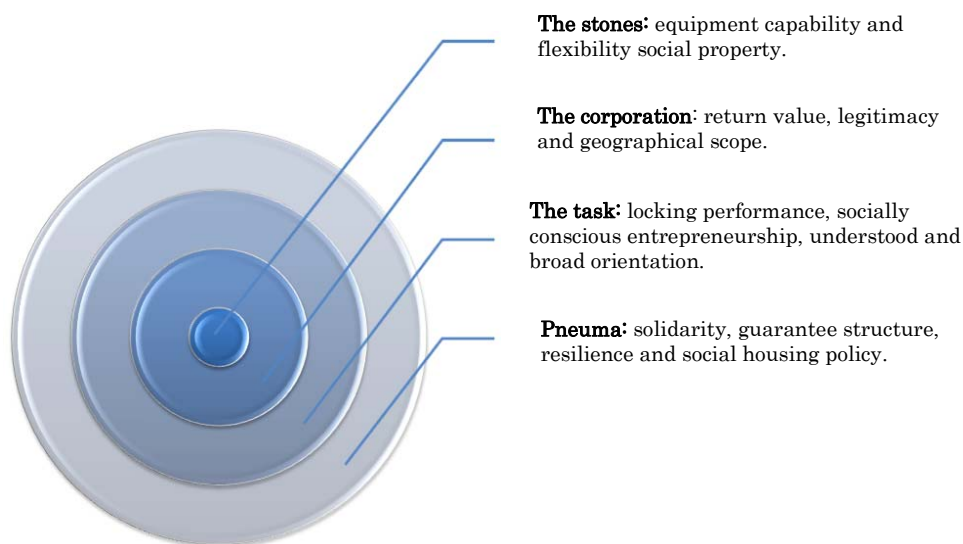 The stones: equipment capability and
flexibility social property.
The corporation: return value, legitimacy
and geographical scope.
The task: locking performance, socially
conscious entrepreneurship, understood and
broad orientation.
Pneuma: solidarity, guarantee structure,
resilience and social housing policy.